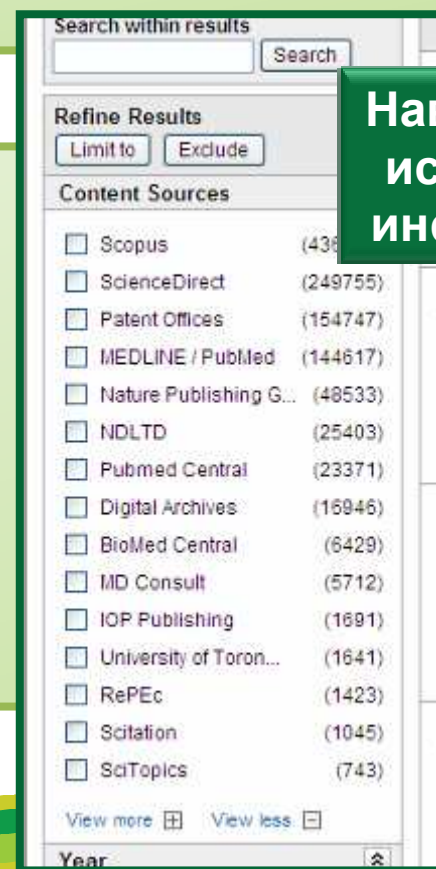 Search within results
Search
Refine Results
Limit to Exclude
Content Sources
Scopus
ScienceDirect (249755)
Patent Offices (154747)
MEDLINE / PubMed (144617)
Nature Publishing G... (48533)
NDLTD (25403)
Pubmed Central (23371)
Digital Archives (16946)
BioMed Central (6429)
MD Consult (5712)
IOP Publishing (1691)
University of Toron... (1641)
RePEc (1423)
Scitation (1045)
SciTopics (743)
View more View less
Year